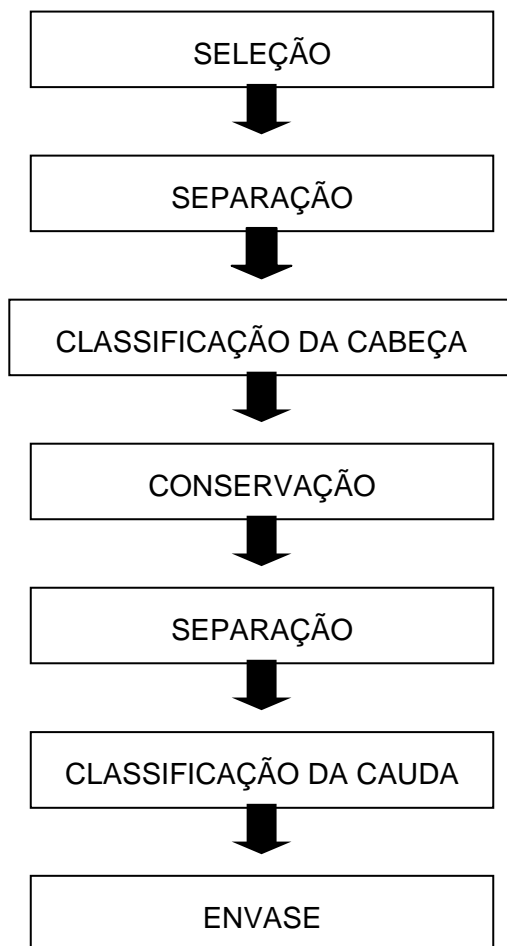 SELEÇÃO
SEPARAÇÃO
CLASSIFICAÇÃO DA CABEÇA
CONSERVAÇÃO
SEPARAÇÃO
CLASSIFICAÇÃO DA CAUDA
ENVASE